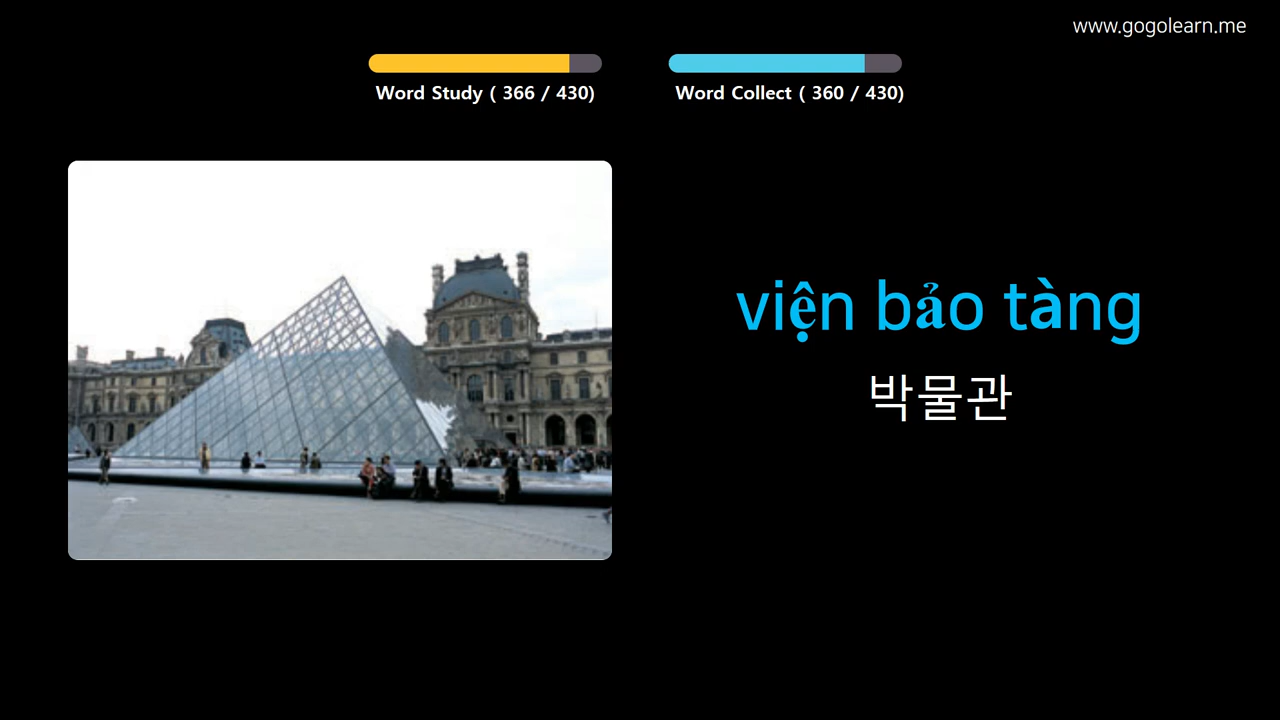 www.gogolearn.me
Word Study ( 366 / 430)
Word Collect ( 360 / 430)
viện bảo tàng
박물관